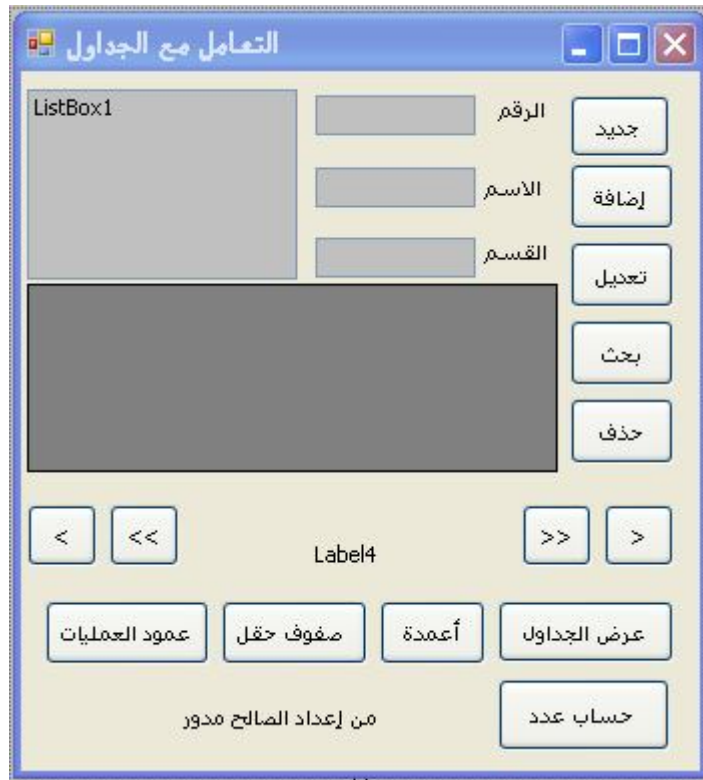 التعامل مع الجداول
جديد
الرقم
ListBox1
إضافة
الاسم
القسم
تعديل
بحث
حذف
< << Label4 >> >
عرض الجداول
أعمدة
صفوف حقل
عمود العمليات
حساب عدد
من إعداد الصالح مدور